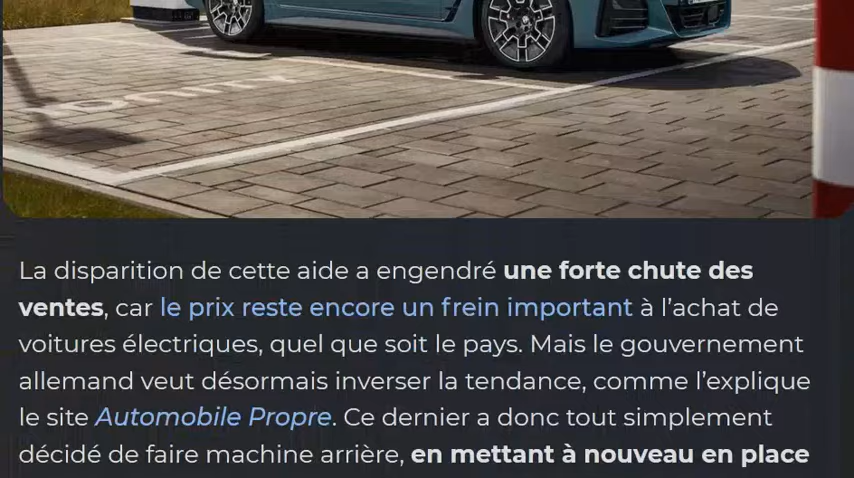 La disparition de cette aide a engendré une forte chute des
ventes, car le prix reste encore un frein important à l’achat de
voitures électriques, quel que soit le pays. Mais le gouvernement
allemand veut désormais inverser la tendance, comme l’explique
le site Automobile Propre. Ce dernier a donc tout simplement
décidé de faire machine arrière, en mettant à nouveau en place